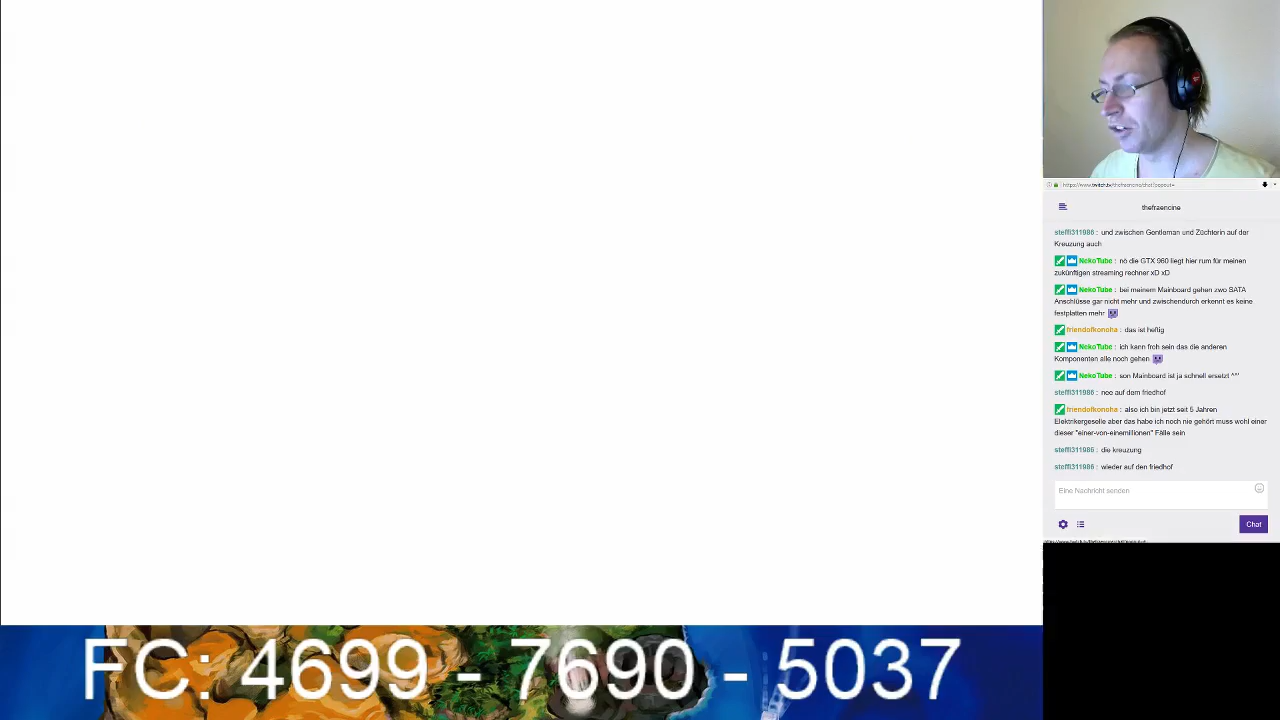 thefraencine
steffi311986 : und zwischen Gentleman und Züchterin auf der
Kreuzung auch
NekoTube : nö die GTX 960 liegt hier rum für meinen
zukünftigen streaming rechner xD xD
NekoTube : bei meinem Mainboard gehen zwo SATA
Anschlüsse gar nicht mehr und zwischendurch erkennt es keine
festplatten mehr
friendofkonoha : das ist heftig
NekoTube : ich kann froh sein das die anderen
Komponenten alle noch gehen
NekoTube : son Mainboard ist ja schnell ersetzt ^^'
steffi311986 : nee auf dem friedhof
friendofkonoha : also ich bin jetzt seit 5 Jahren
Elektrikergeselle aber das habe ich noch nie gehört muss wohl einer
dieser "einer-von-einemillionen" Fälle sein
steffi311986 : die kreuzung
steffi311986 : wieder auf den friedhof
Eine Nachricht senden
Chat
FC: 4699 - 7690 - 5037